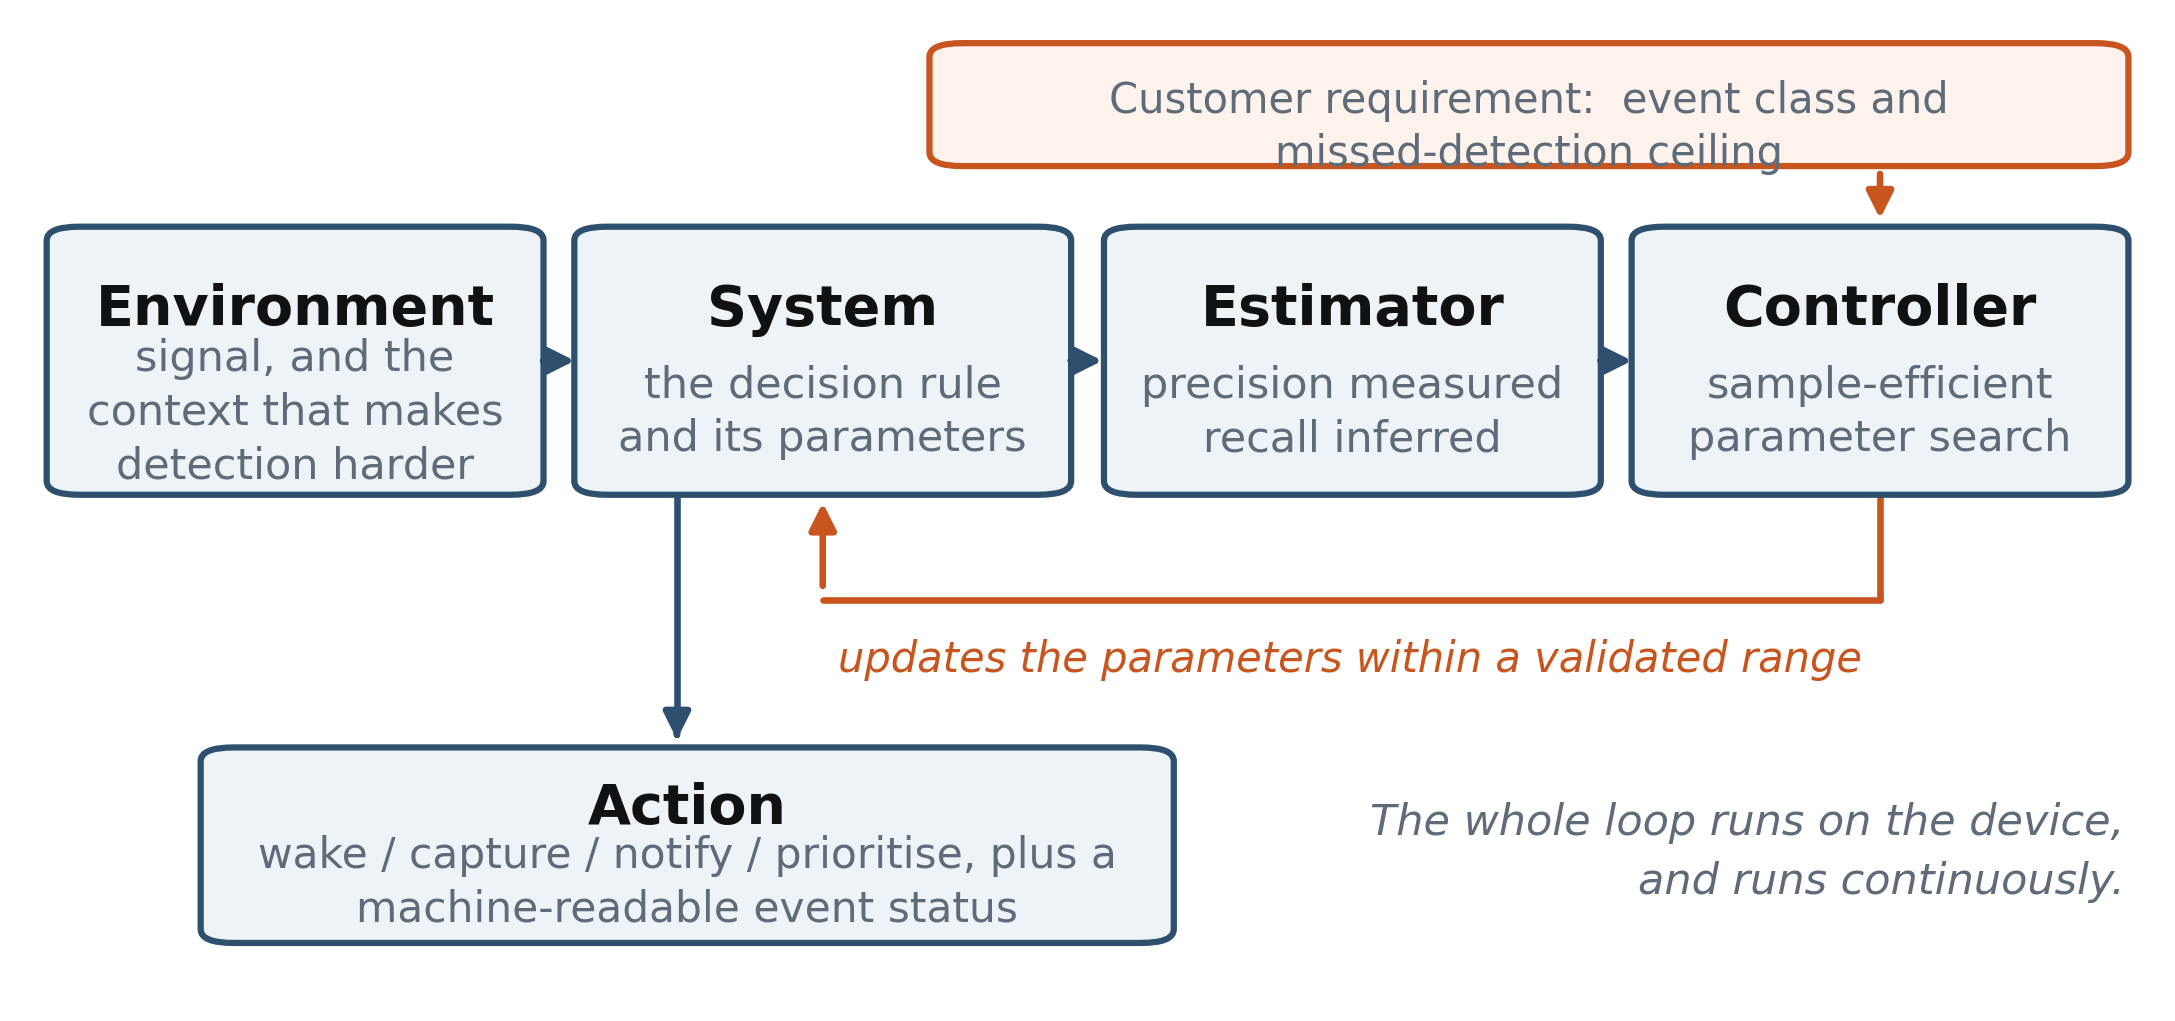 Customer requirement:  event class and
missed-detection ceiling
Environment
signal, and the
context that makes
detection harder
System
the decision rule
and its parameters
Estimator
precision measured
recall inferred
Controller
sample-efficient
parameter search
updates the parameters within a validated range
Action
wake / capture / notify / prioritise, plus a
machine-readable event status
The whole loop runs on the device,
and runs continuously.